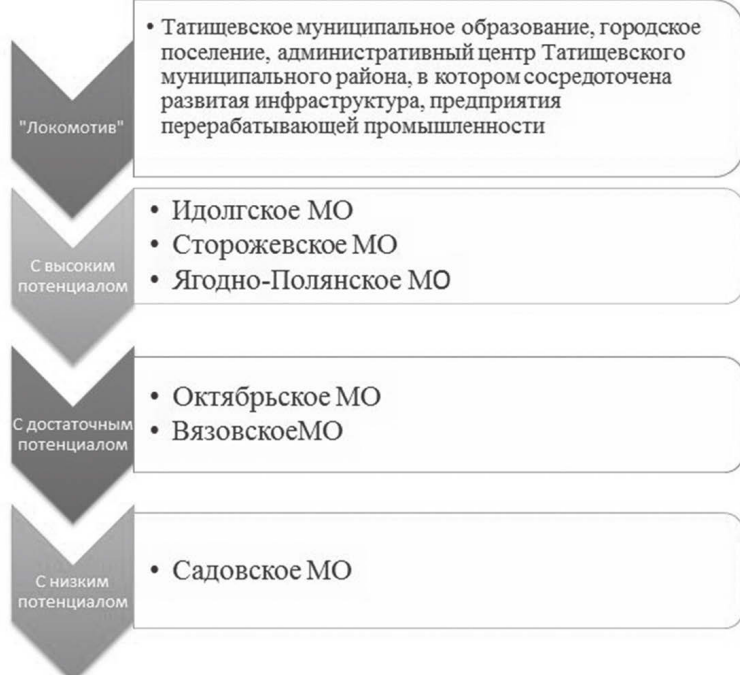 "Локомотив"
• Татищевское муниципальное образование, городское
поселение, административный центр Татищевского
муниципального района, в котором сосредоточена
развитая инфраструктура, предприятия
перерабатывающей промышленности
С высоким
потенциалом
• Идолгское МО
• Сторожевское МО
• Ягодно-Полянское МО
С достаточным
потенциалом
• Октябрьское МО
• ВязовскоеМО
С низким
потенциалом
• Садовское МО